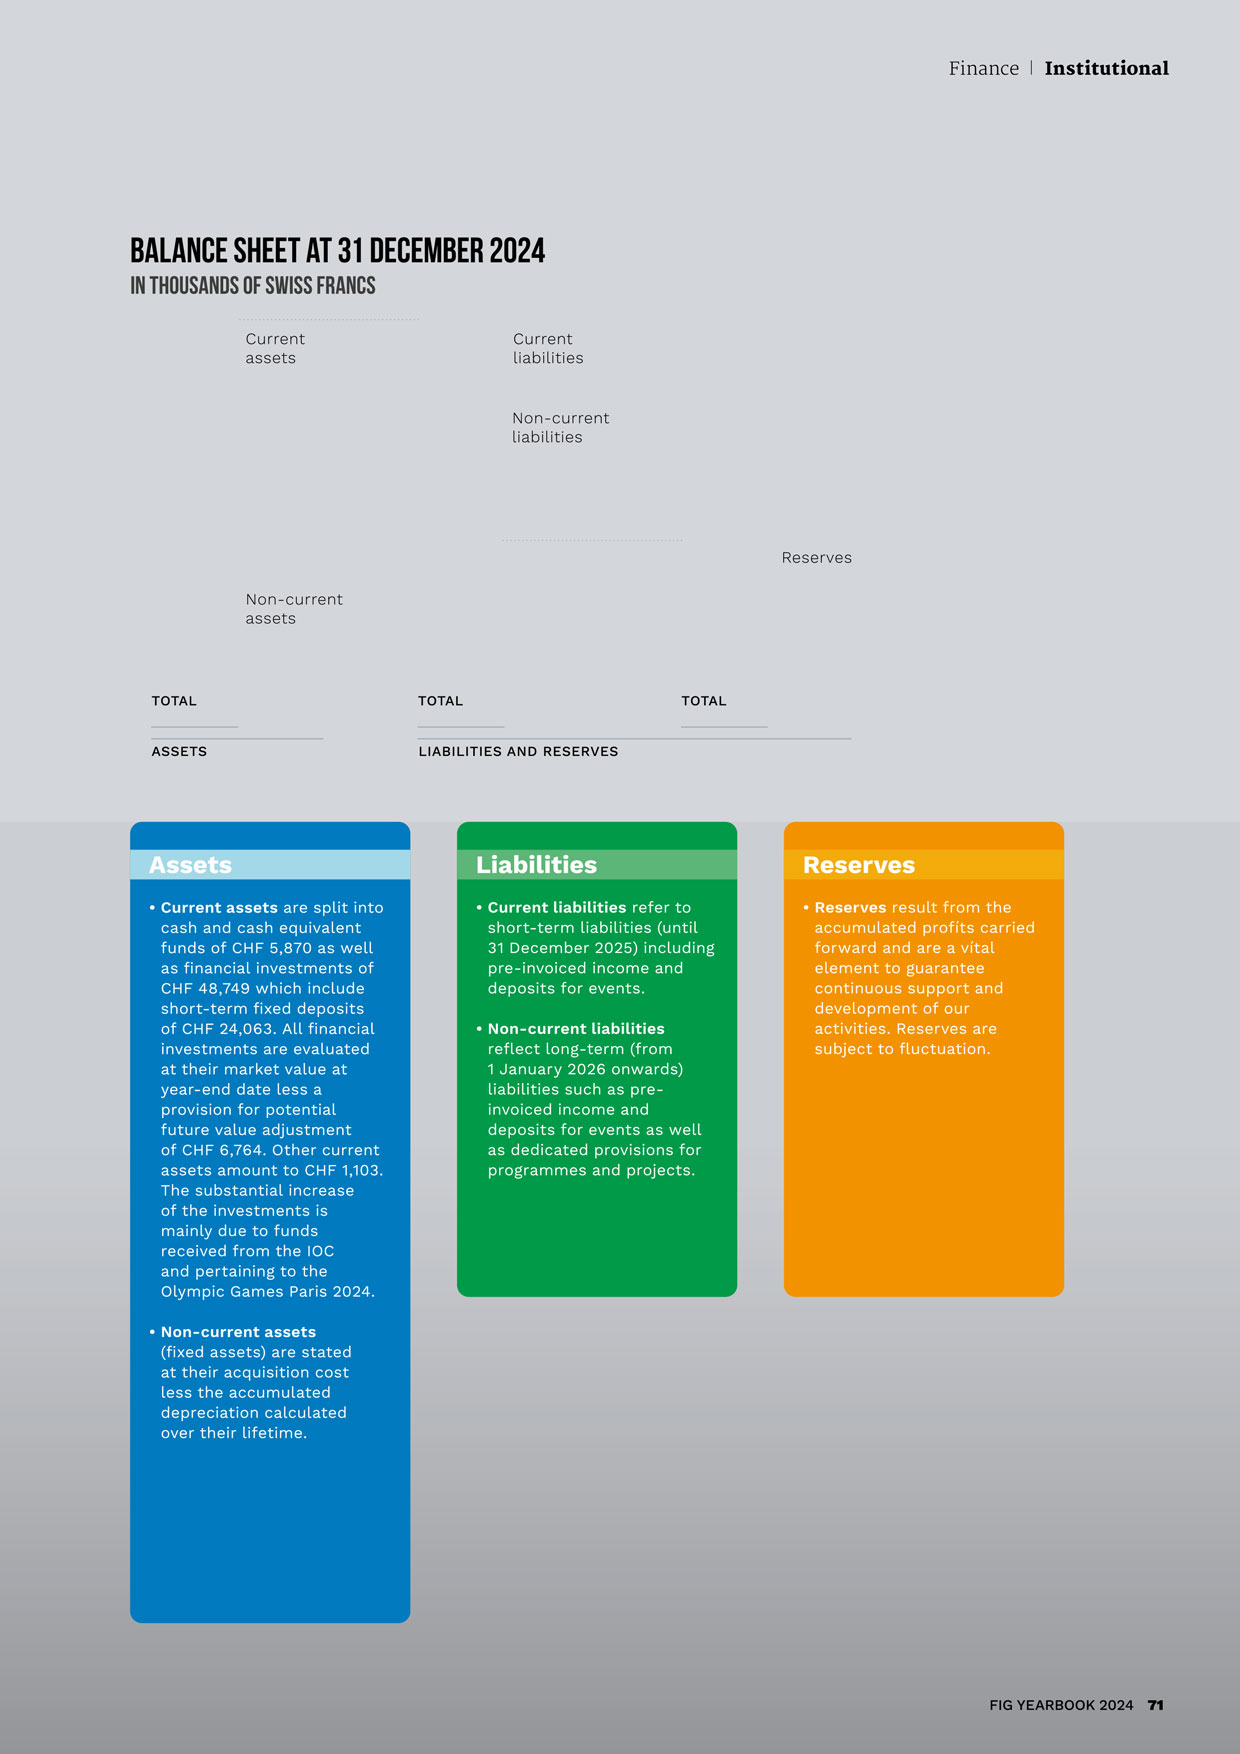 Finance | Institutional
BALANCE SHEET AT 31 DECEMBER 2024
IN THOUSANDS OF SWISS FRANCS
Current
assets
Current
liabilities
Non-current
liabilities
Reserves
Non-current
assets
TOTAL
TOTAL
TOTAL
ASSETS
LIABILITIES AND RESERVES
Assets
• Current assets are split into
cash and cash equivalent
funds of CHF 5,870 as well
as financial investments of
CHF 48,749 which include
short-term fixed deposits
of CHF 24,063. All financial
investments are evaluated
at their market value at
year-end date less a
provision for potential
future value adjustment
of CHF 6,764. Other current
assets amount to CHF 1,103.
The substantial increase
of the investments is
mainly due to funds
received from the IOC
and pertaining to the
Olympic Games Paris 2024.
• Non-current assets
(fixed assets) are stated
at their acquisition cost
less the accumulated
depreciation calculated
over their lifetime.
Liabilities
• Current liabilities refer to
short-term liabilities (until
31 December 2025) including
pre-invoiced income and
deposits for events.
• Non-current liabilities
reflect long-term (from
1 January 2026 onwards)
liabilities such as pre-
invoiced income and
deposits for events as well
as dedicated provisions for
programmes and projects.
Reserves
• Reserves result from the
accumulated profits carried
forward and are a vital
element to guarantee
continuous support and
development of our
activities. Reserves are
subject to fluctuation.
FIG YEARBOOK 2024 71